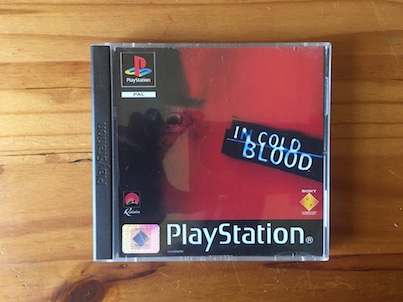 PlayStation
PAL
PlayStation
IN COLD
BLOOD
SONY
PlayStation®